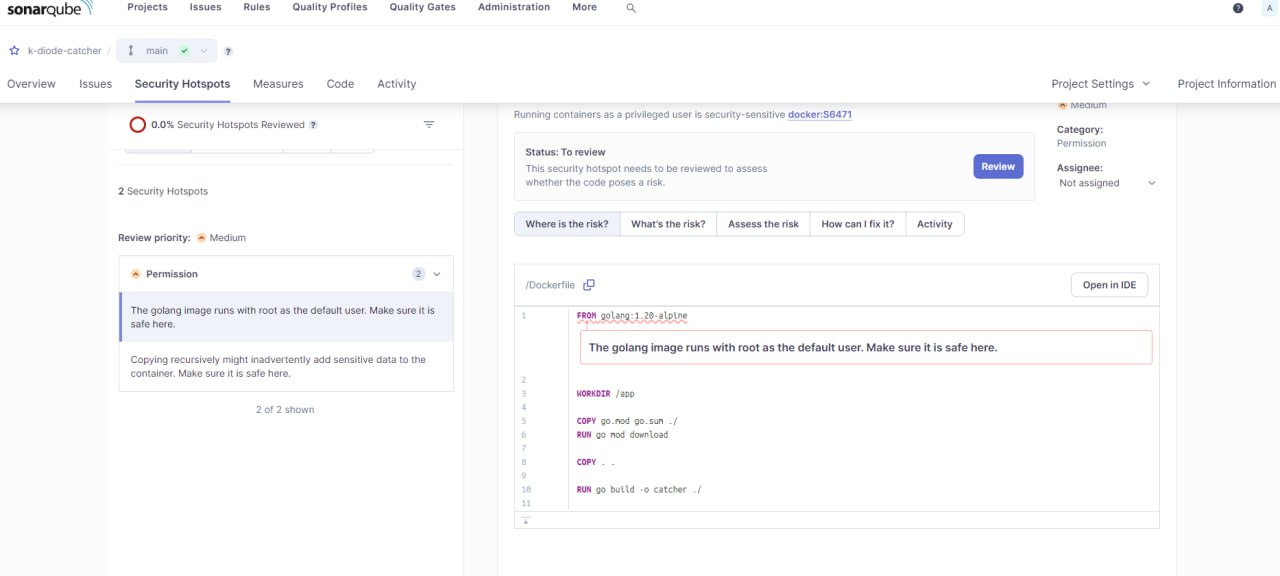 sonarqube
Projects Issues Rules Quality Profiles Quality Gates Administration More ? A
k-diode-catcher / main ?
Overview Issues Security Hotspots Measures Code Activity Project Settings Project Information
0.0% Security Hotspots Reviewed ?
2 Security Hotspots
Review priority: Medium
Permission 2
The golang image runs with root as the default user. Make sure it is
safe here.
Copying recursively might inadvertently add sensitive data to the
container. Make sure it is safe here.
2 of 2 shown
Running containers as a privileged user is security-sensitive docker:S6471
Status: To review
This security hotspot needs to be reviewed to assess
whether the code poses a risk.
Review
Medium
Category:
Permission
Assignee:
Not assigned
Where is the risk? What's the risk? Assess the risk How can I fix it? Activity
/Dockerfile Open in IDE
1 FROM golang:1.20-alpine
The golang image runs with root as the default user. Make sure it is safe here.
2
3 WORKDIR /app
4
5 COPY go.mod go.sum ./
6 RUN go mod download
7
8 COPY . .
9
10 RUN go build -o catcher ./
11